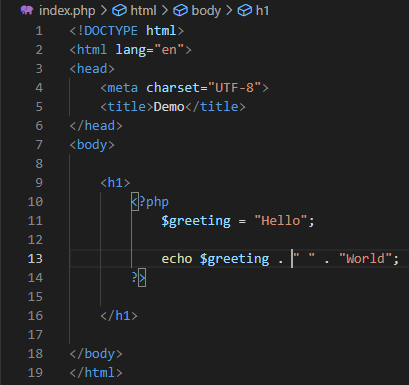 index.php > html > body > h1
1 <!DOCTYPE html>
2 <html lang="en">
3 <head>
4     <meta charset="UTF-8">
5     <title>Demo</title>
6 </head>
7 <body>
8
9     <h1>
10         <?php
11             $greeting = "Hello";
12
13             echo $greeting . " " . "World";
14         ?>
15
16     </h1>
17
18 </body>
19 </html>